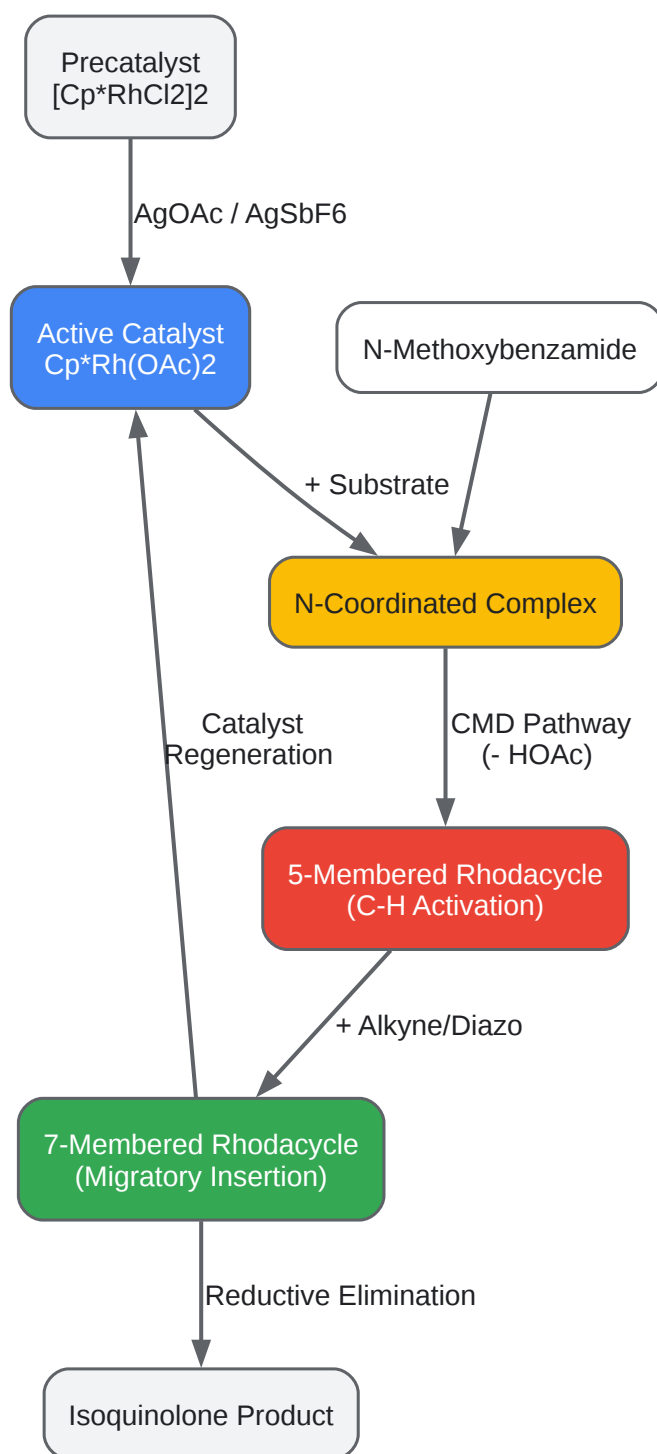 Precatalyst
[Cp*RhCl2]2
AgOAc / AgSbF6
Active Catalyst
Cp*Rh(OAc)2
N-Methoxybenzamide
+ Substrate
N-Coordinated Complex
Catalyst
Regeneration
CMD Pathway
(- HOAc)
5-Membered Rhodacycle
(C-H Activation)
+ Alkyne/Diazo
7-Membered Rhodacycle
(Migratory Insertion)
Reductive Elimination
Isoquinolone Product